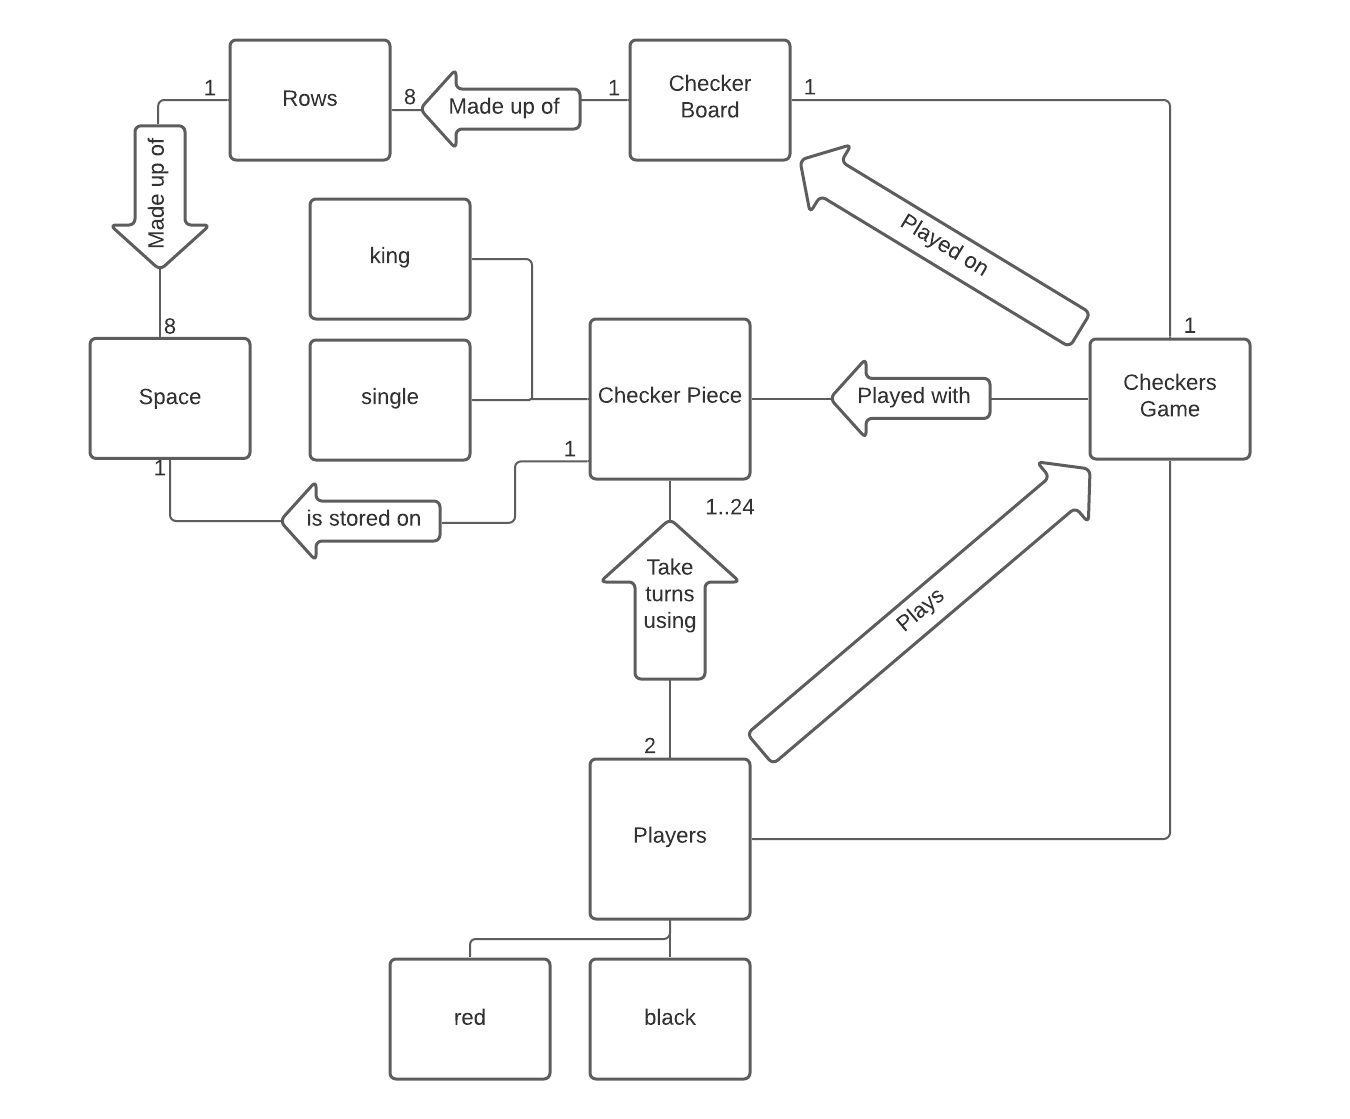 1
Rows
8
Made up of
1
Checker
Board
1
Made up of
king
Played on
8
1
Space
single
Checker Piece
Played with
Checkers
Game
1
1
is stored on
1..24
Take
turns
using
Plays
2
Players
red
black